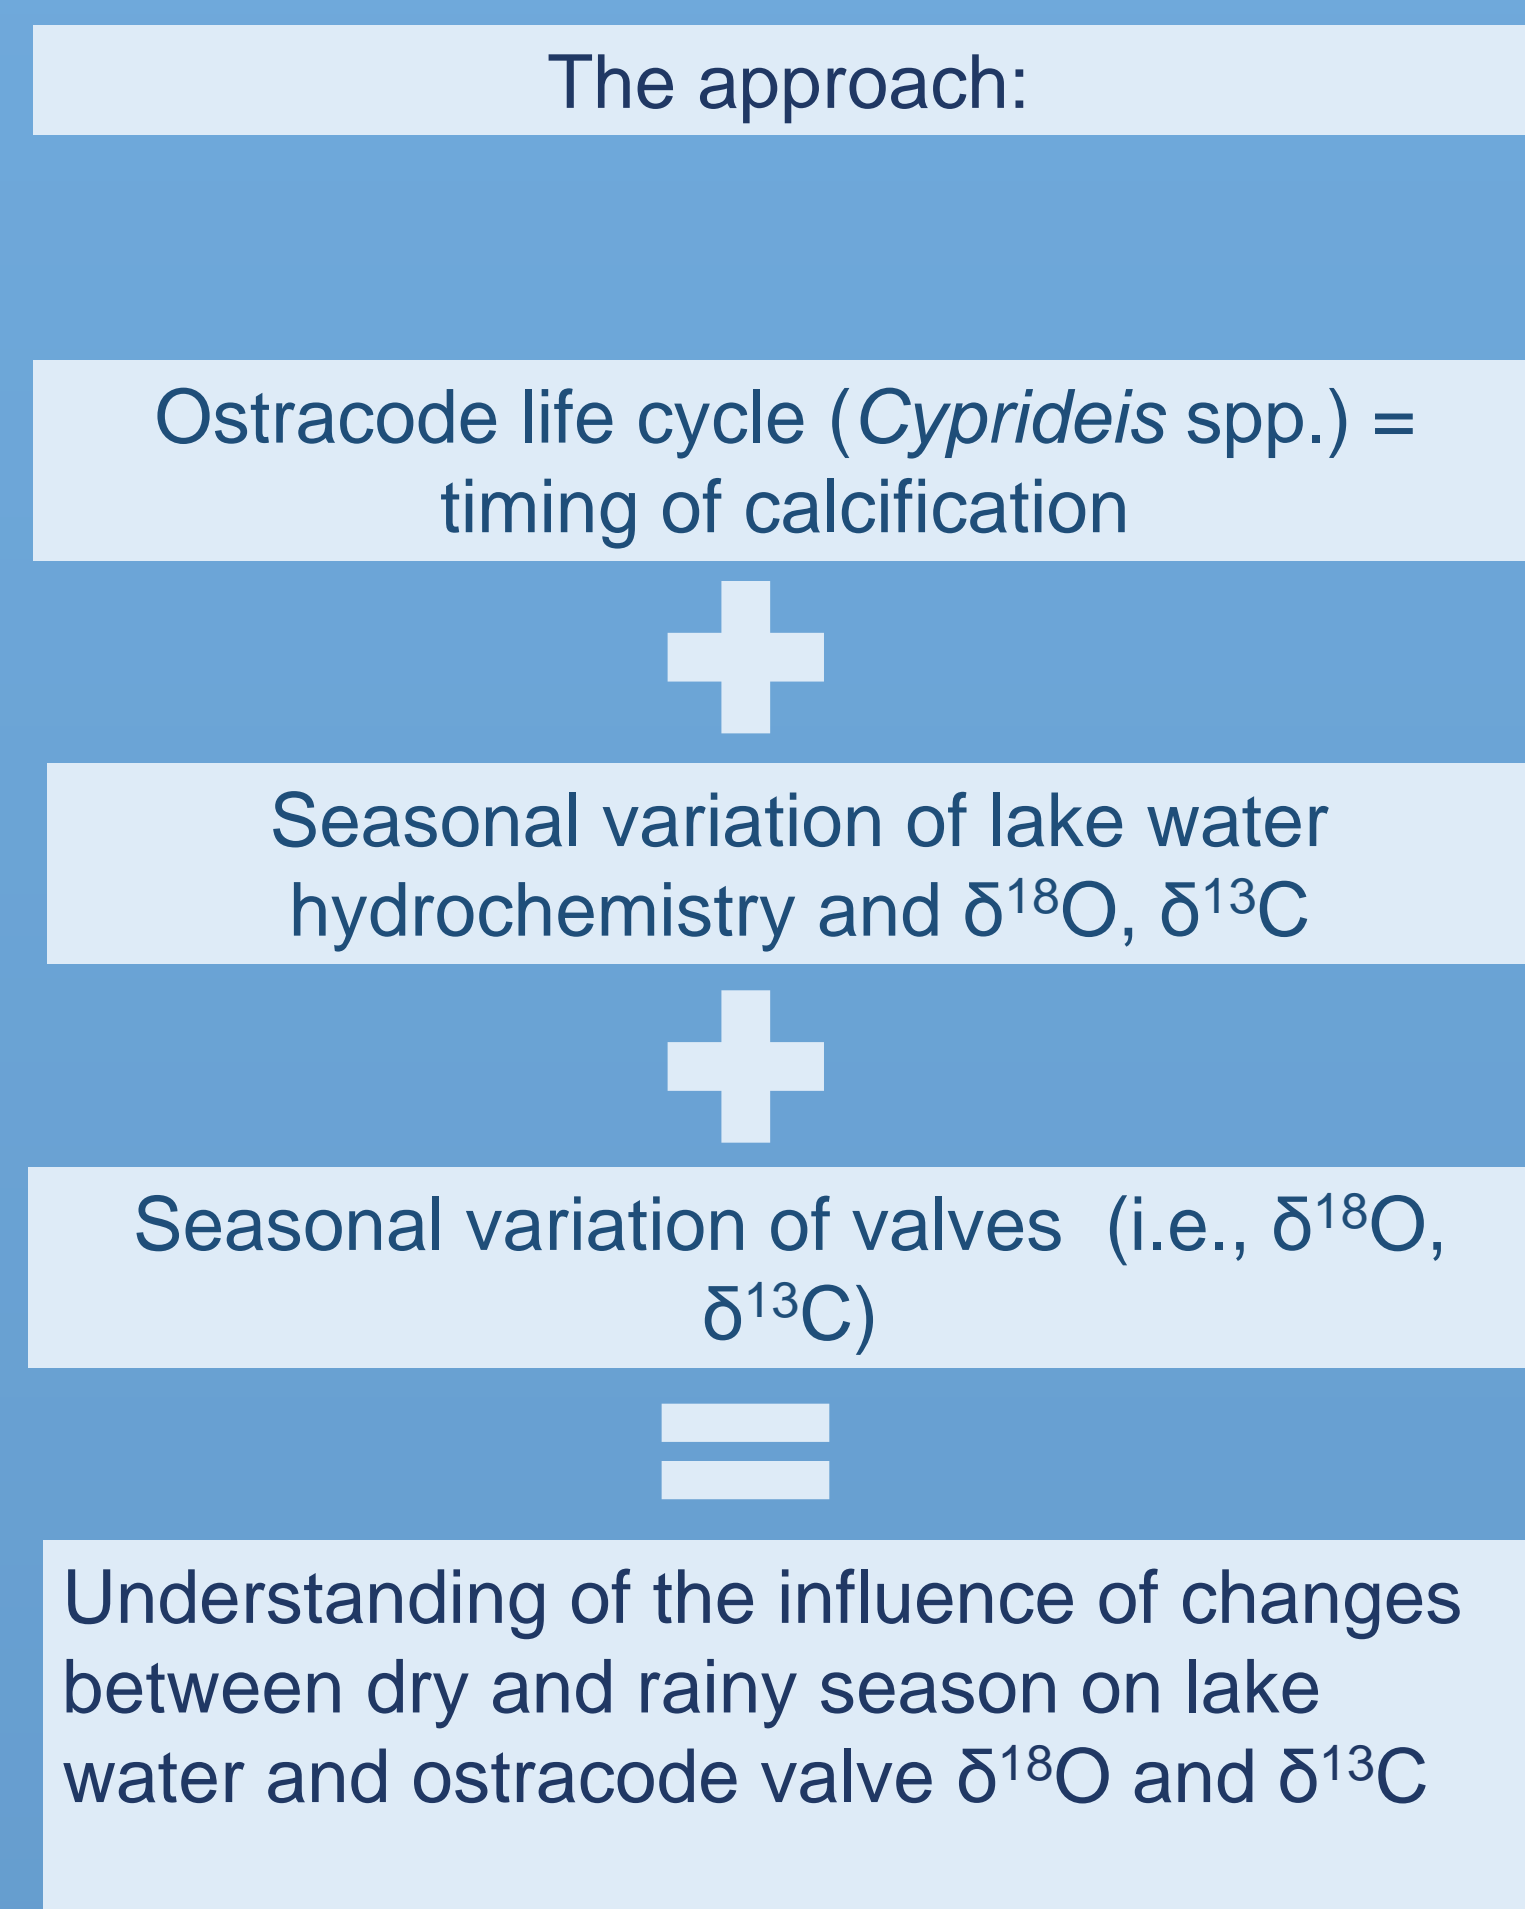 The approach:
Ostracode life cycle (Cyprideis spp.) =
timing of calcification
Seasonal variation of lake water
hydrochemistry and δ¹⁸O, δ¹³C
Seasonal variation of valves  (i.e., δ¹⁸O,
δ¹³C)
Understanding of the influence of changes
between dry and rainy season on lake
water and ostracode valve δ¹⁸O and δ¹³C